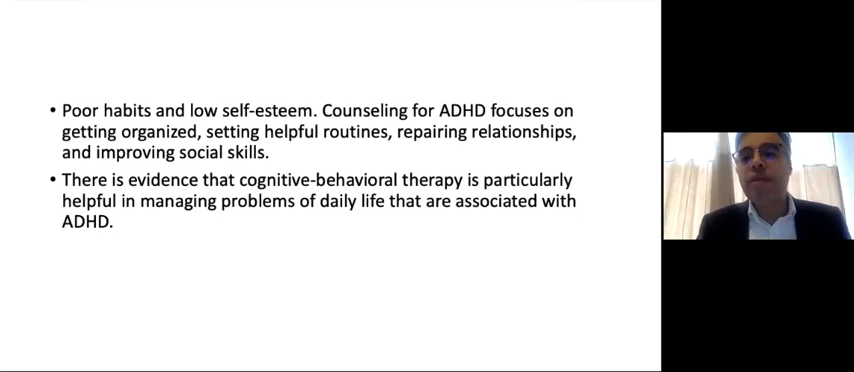 • Poor habits and low self-esteem. Counseling for ADHD focuses on
getting organized, setting helpful routines, repairing relationships,
and improving social skills.
• There is evidence that cognitive-behavioral therapy is particularly
helpful in managing problems of daily life that are associated with
ADHD.